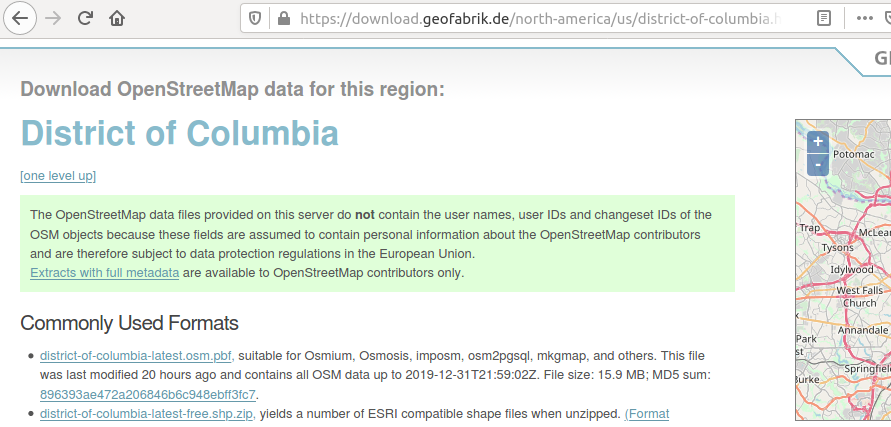 https://download.geofabrik.de/north-america/us/district-of-columbia.h
Download OpenStreetMap data for this region:
District of Columbia
[one level up]
The OpenStreetMap data files provided on this server do not contain the user names, user IDs and changeset IDs of the
OSM objects because these fields are assumed to contain personal information about the OpenStreetMap contributors
and are therefore subject to data protection regulations in the European Union.
Extracts with full metadata are available to OpenStreetMap contributors only.
Commonly Used Formats
• district-of-columbia-latest.osm.pbf, suitable for Osmium, Osmosis, imposm, osm2pgsql, mkgmap, and others. This file
was last modified 20 hours ago and contains all OSM data up to 2019-12-31T21:59:02Z. File size: 15.9 MB; MD5 sum:
896393ae472a206846b6c948ebff3fc7.
• district-of-columbia-latest-free.shp.zip, yields a number of ESRI compatible shape files when unzipped. (Format
+
-
Potomac
Trap
McLea
Tysons
Idylwood
West Falls
Church
Annandale
Park
st
Springfiel
Burke